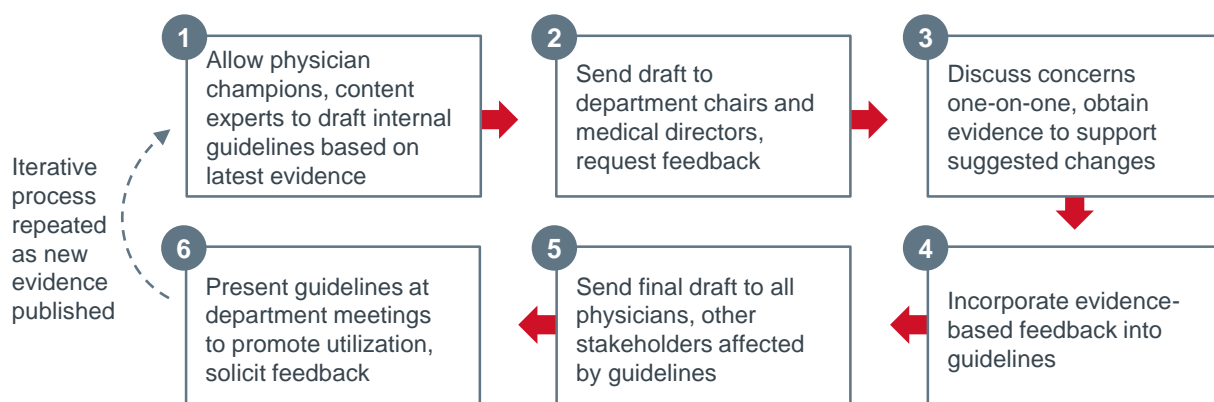 1
Allow physician
champions, content
experts to draft internal
guidelines based on
latest evidence
2
Send draft to
department chairs and
medical directors,
request feedback
3
Discuss concerns
one-on-one, obtain
evidence to support
suggested changes
4
Incorporate evidence-
based feedback into
guidelines
5
Send final draft to all
physicians, other
stakeholders affected
by guidelines
6
Present guidelines at
department meetings
to promote utilization,
solicit feedback
Iterative
process
repeated
as new
evidence
published